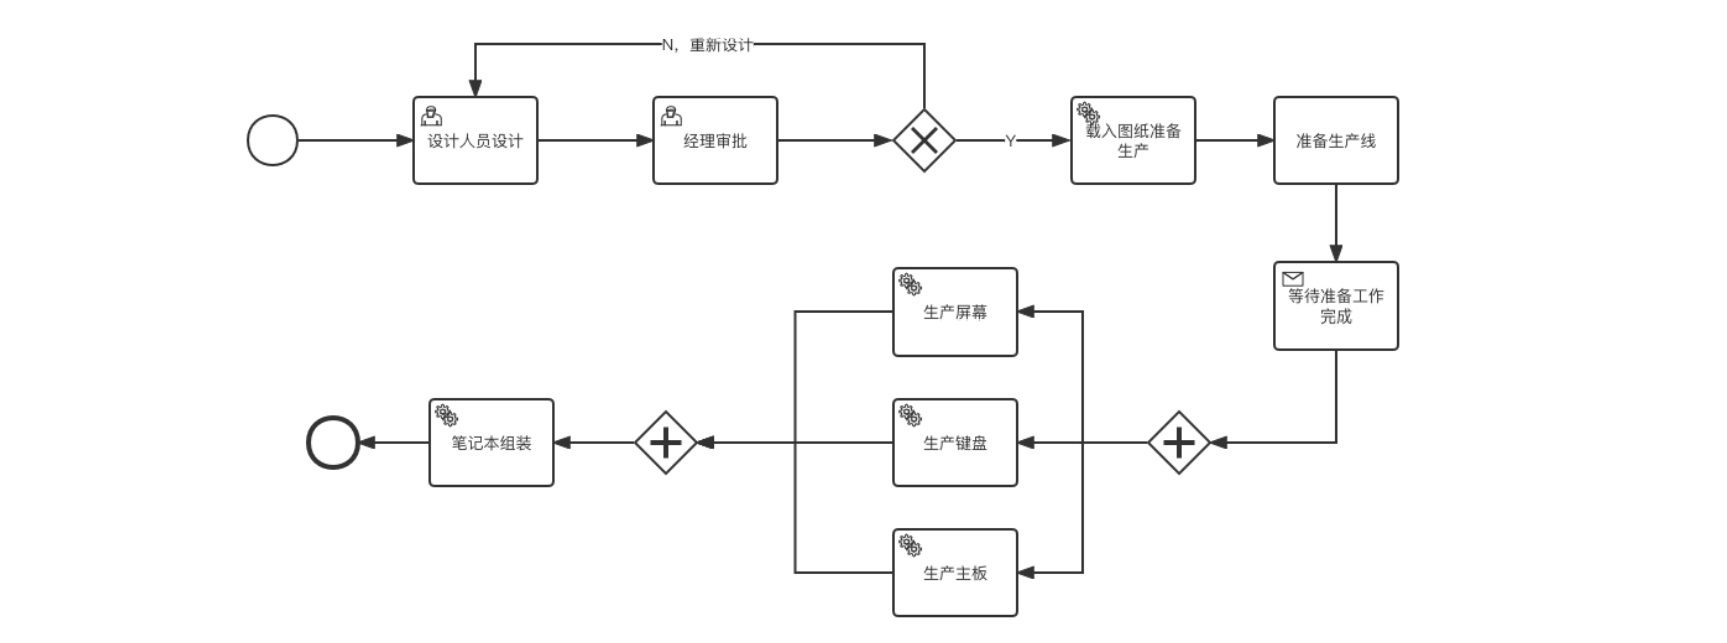 N，重新设计
设计人员设计
经理审批
Y
载入图纸准备
生产
准备生产线
等待准备工作
完成
生产屏幕
生产键盘
生产主板
笔记本组装